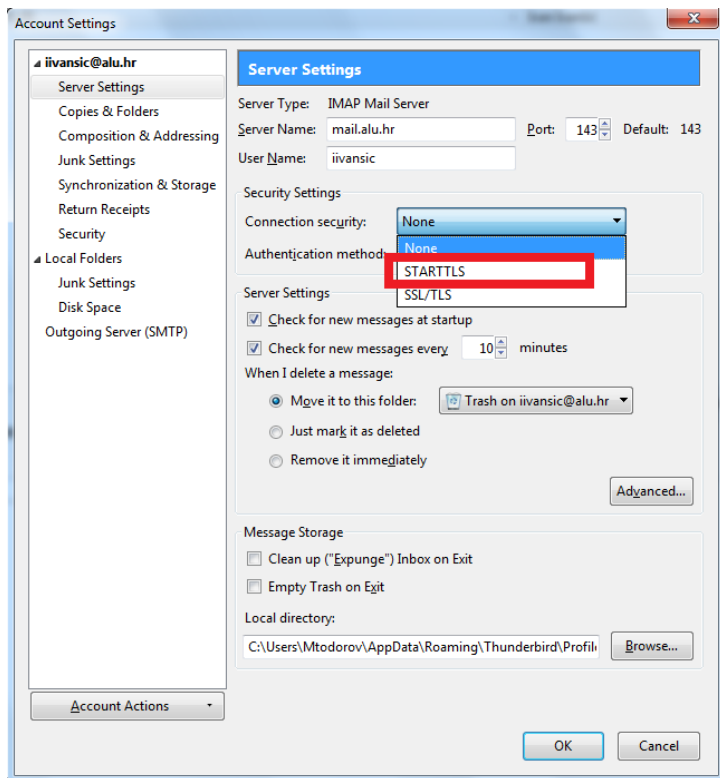 Account Settings
iivansic@alu.hr
Server Settings
Copies & Folders
Composition & Addressing
Junk Settings
Synchronization & Storage
Return Receipts
Security
Local Folders
Junk Settings
Disk Space
Outgoing Server (SMTP)
Account Actions
Server Settings
Server Type: IMAP Mail Server
Server Name: mail.alu.hr Port: 143 Default: 143
User Name: iivansic
Security Settings
Connection security: None
Authentication method:
None
STARTTLS
SSL/TLS
Server Settings
Check for new messages at startup
Check for new messages every 10 minutes
When I delete a message:
Move it to this folder: Trash on iivansic@alu.hr
Just mark it as deleted
Remove it immediately
Advanced...
Message Storage
Clean up ("Expunge") Inbox on Exit
Empty Trash on Exit
Local directory:
C:\Users\Mtodorov\AppData\Roaming\Thunderbird\Profil Browse...
OK Cancel